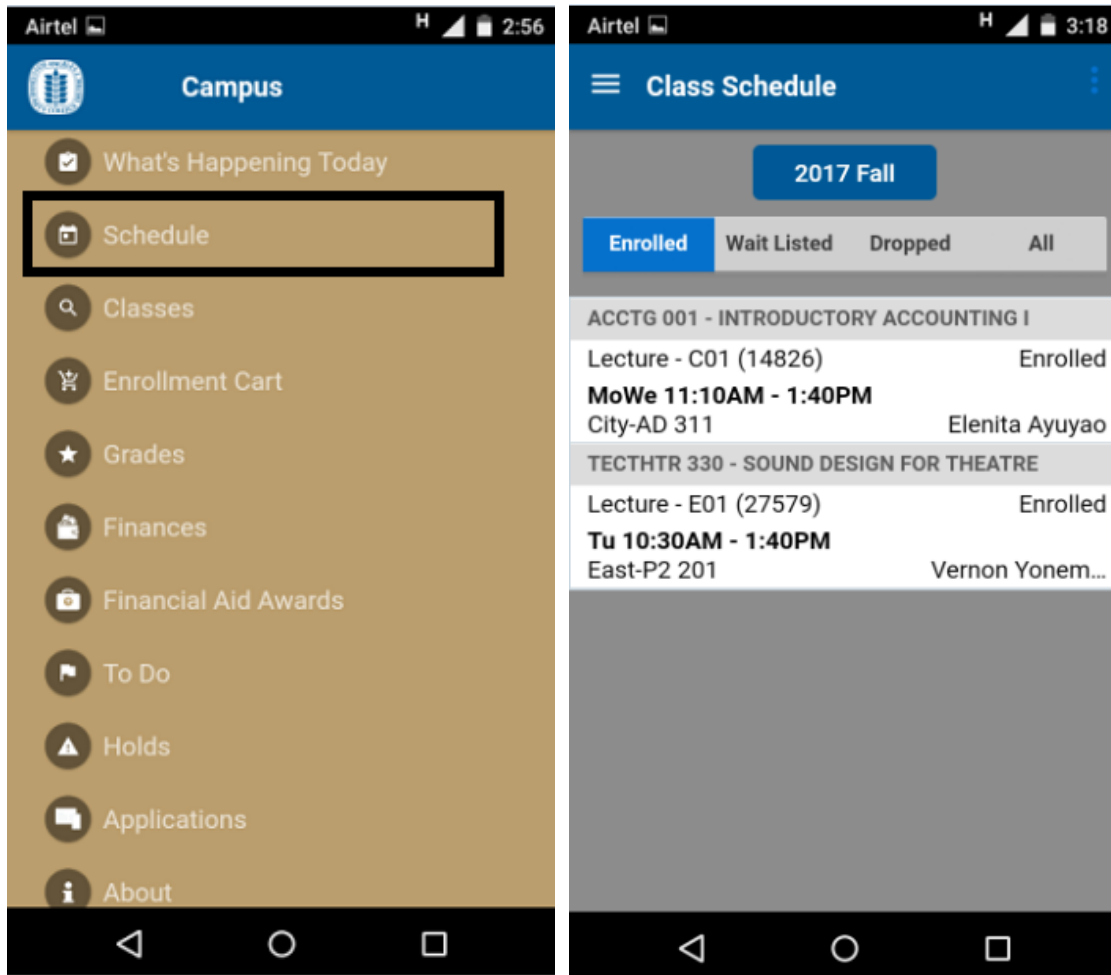 Airtel H 2:56
Campus
What's Happening Today
Schedule
Classes
Enrollment Cart
Grades
Finances
Financial Aid Awards
To Do
Holds
Applications
About
Airtel H 3:18
Class Schedule
2017 Fall
Enrolled Wait Listed Dropped All
ACCTG 001 - INTRODUCTORY ACCOUNTING I
Lecture - C01 (14826) Enrolled
MoWe 11:10AM - 1:40PM
City-AD 311 Elenita Ayuyao
TECTHTR 330 - SOUND DESIGN FOR THEATRE
Lecture - E01 (27579) Enrolled
Tu 10:30AM - 1:40PM
East-P2 201 Vernon Yonem...